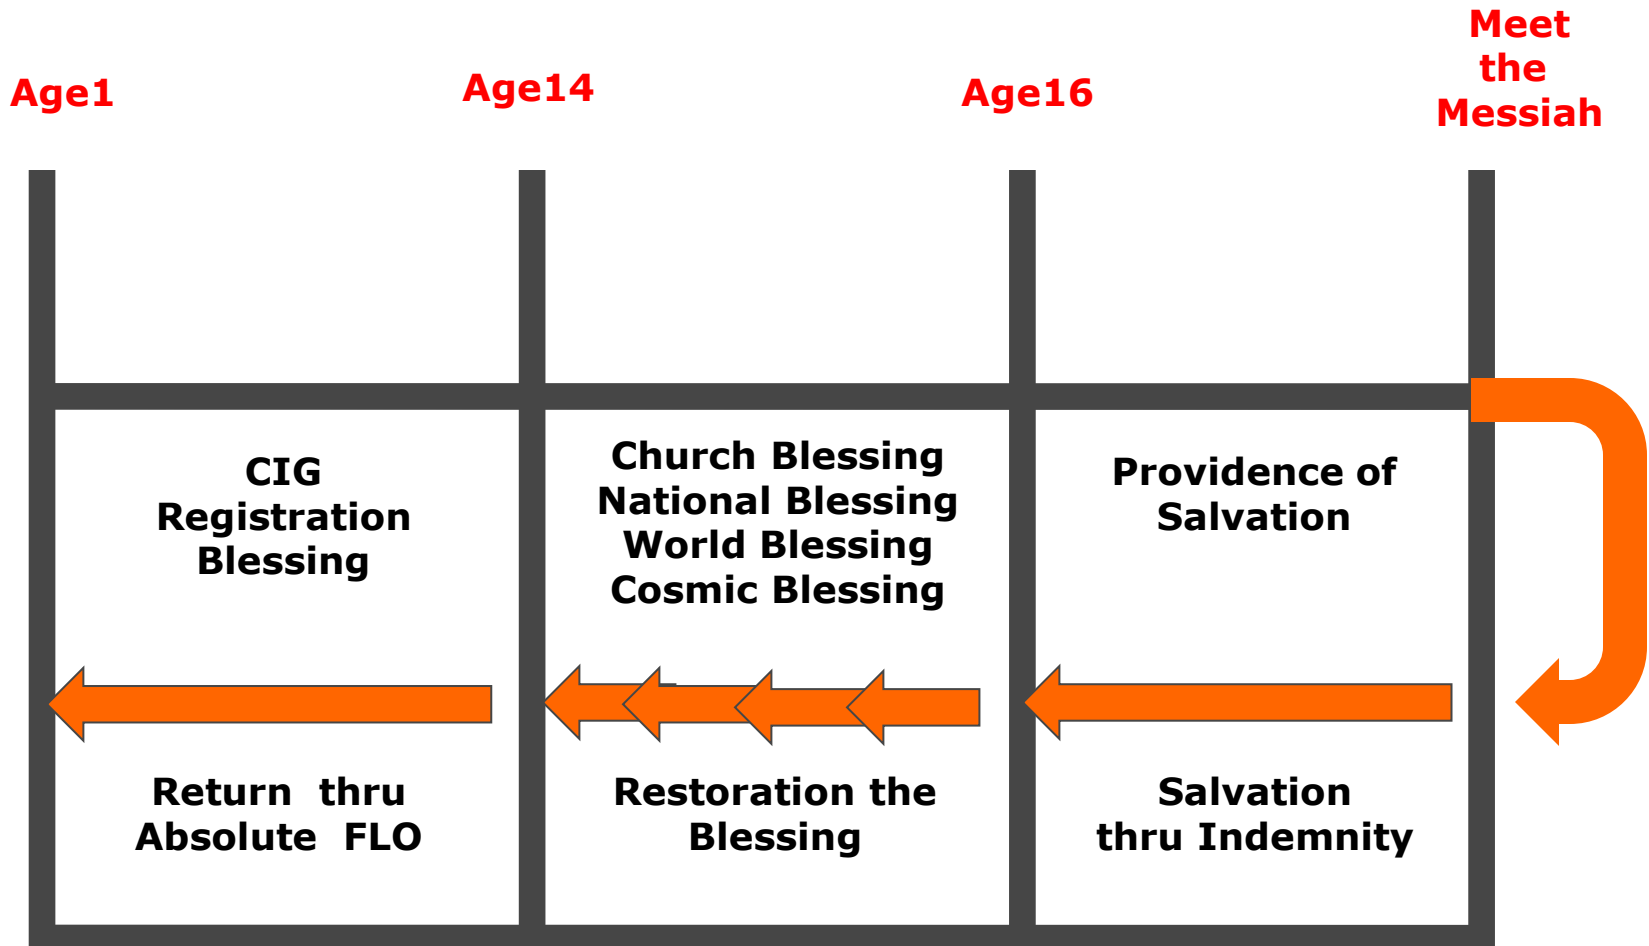 Meet
the
Messiah
Age1
Age14
Age16
CIG
Registration
Blessing
Church Blessing
National Blessing
World Blessing
Cosmic Blessing
Providence of
Salvation
Return thru
Absolute FLO
Restoration the
Blessing
Salvation
thru Indemnity